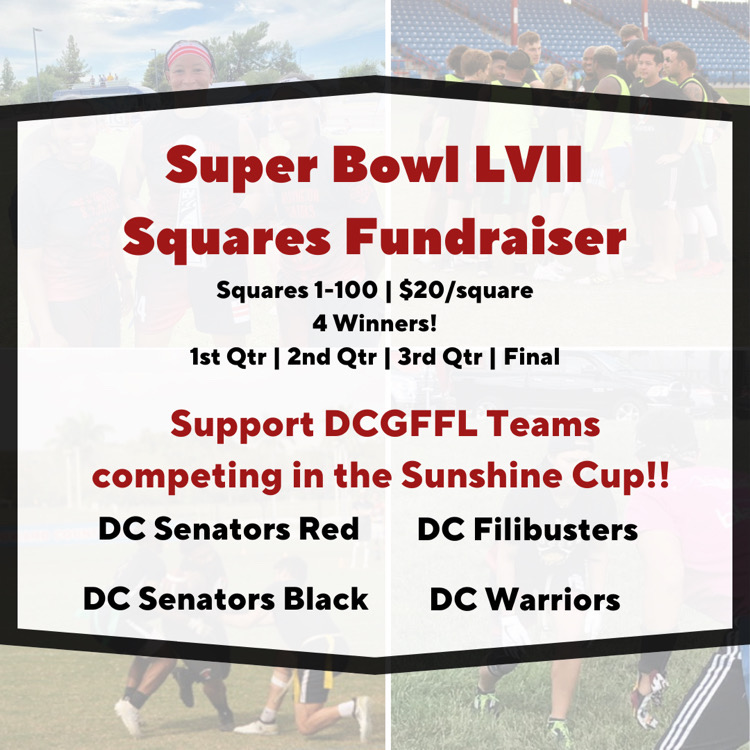 Super Bowl LVII
Squares Fundraiser
Squares 1-100 | $20/square
4 Winners!
1st Qtr | 2nd Qtr | 3rd Qtr | Final
Support DCGFFL Teams
competing in the Sunshine Cup!!
DC Senators Red
DC Filibusters
DC Senators Black
DC Warriors